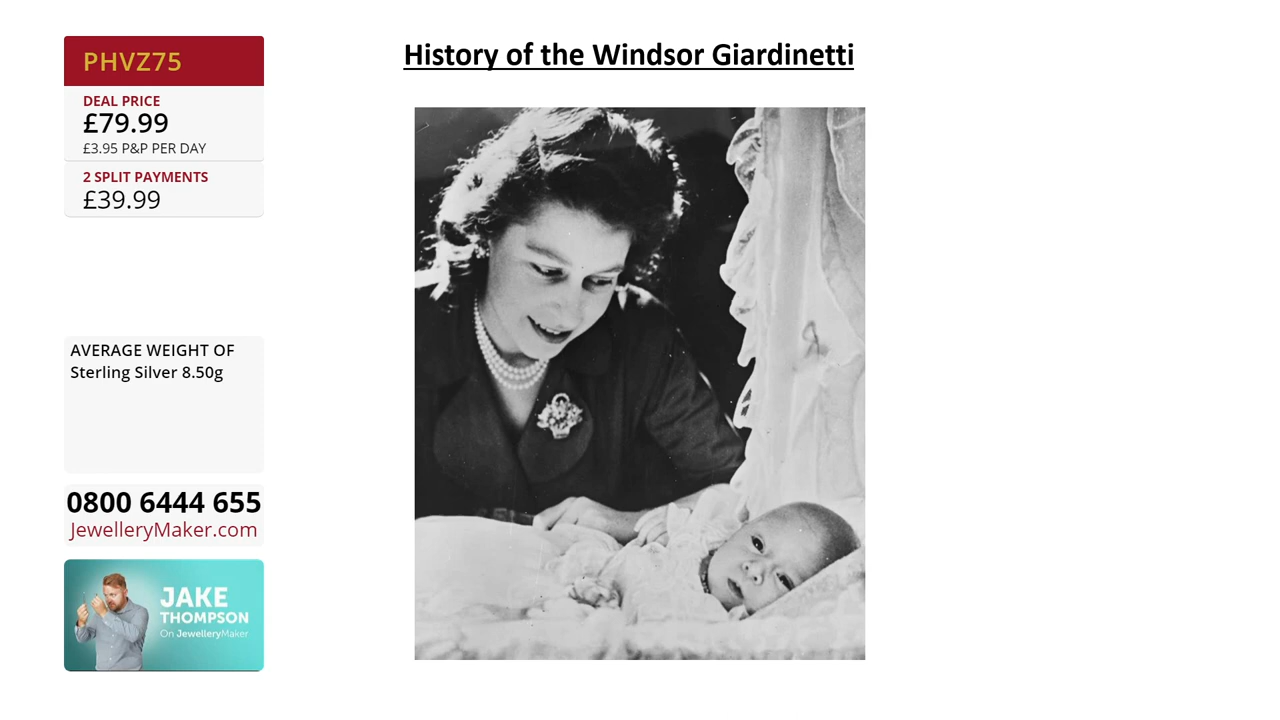 PHVZ75
DEAL PRICE
£79.99
£3.95 P&P PER DAY
2 SPLIT PAYMENTS
£39.99
AVERAGE WEIGHT OF
Sterling Silver 8.50g
0800 6444 655
JewelleryMaker.com
JAKE
THOMPSON
On JewelleryMaker
History of the Windsor Giardinetti